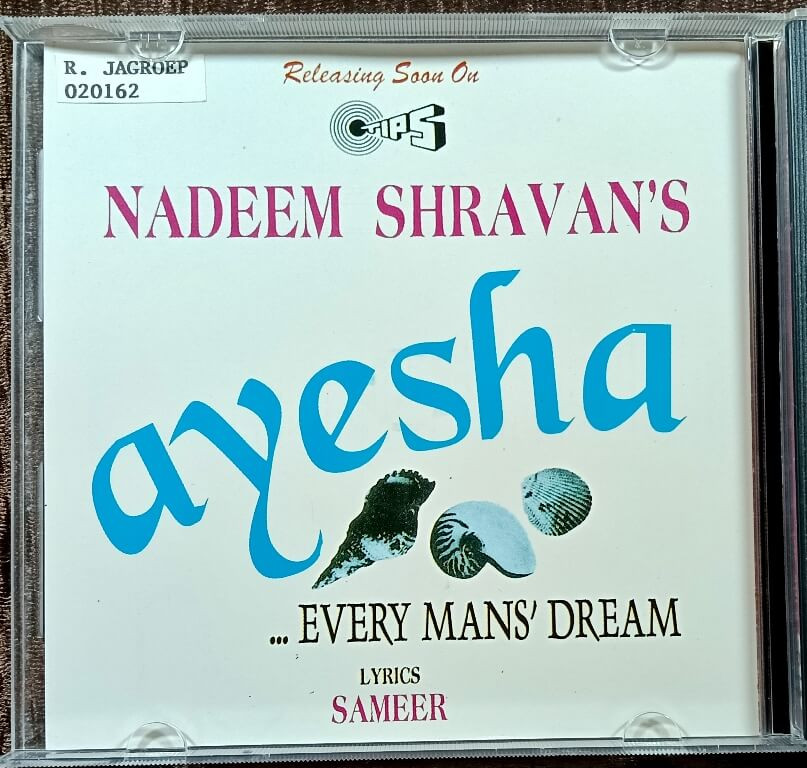 R. JAGROEP
020162
Releasing Soon On
TIPS
NADEEM SHRAVAN'S
ayesha
... EVERY MANS' DREAM
LYRICS
SAMEER